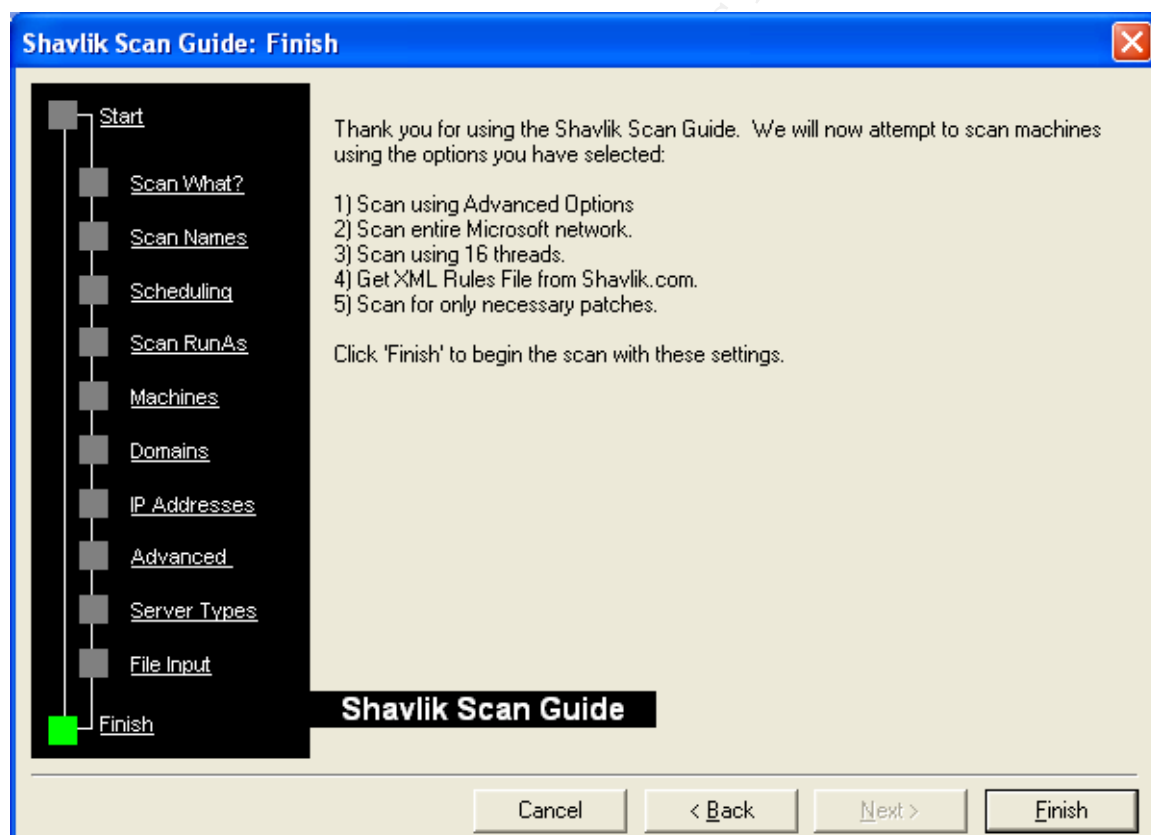 Shavlik Scan Guide: Finish
Start
Scan What?
Scan Names
Scheduling
Scan RunAs
Machines
Domains
IP Addresses
Advanced
Server Types
File Input
Finish
Thank you for using the Shavlik Scan Guide. We will now attempt to scan machines
using the options you have selected:
1) Scan using Advanced Options
2) Scan entire Microsoft network.
3) Scan using 16 threads.
4) Get XML Rules File from Shavlik.com.
5) Scan for only necessary patches.
Click 'Finish' to begin the scan with these settings.
Shavlik Scan Guide
Cancel
< Back
Next >
Finish